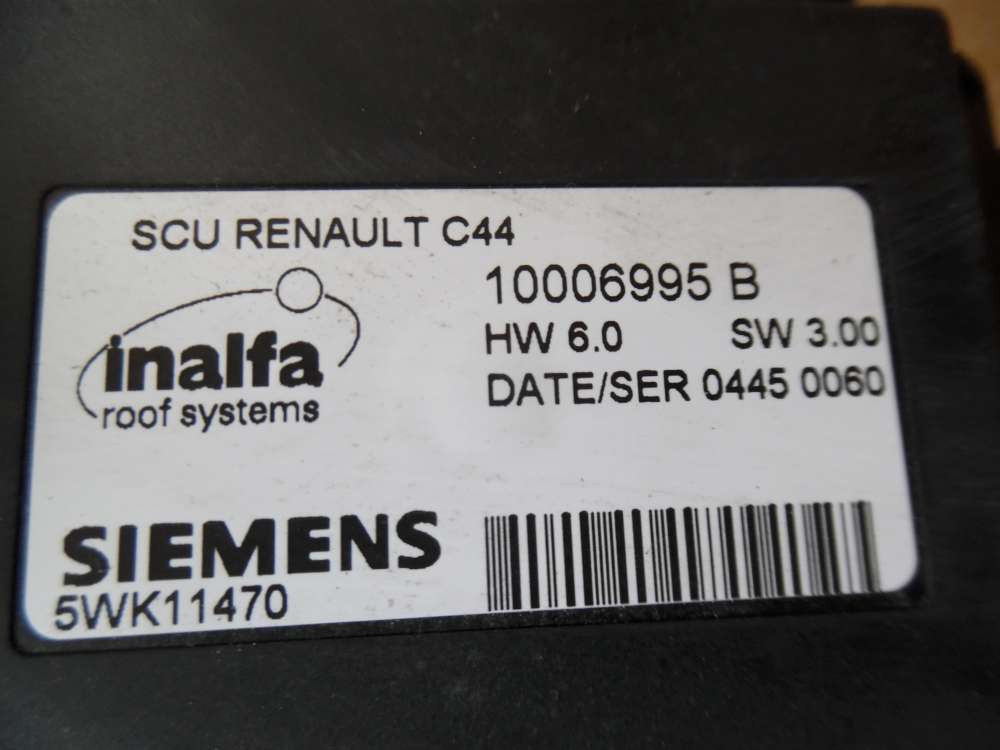 SCU RENAULT C44
10006995 B
HW 6.0 SW 3.00
DATE/SER 0445 0060
inalfa
roof systems
SIEMENS
5WK11470